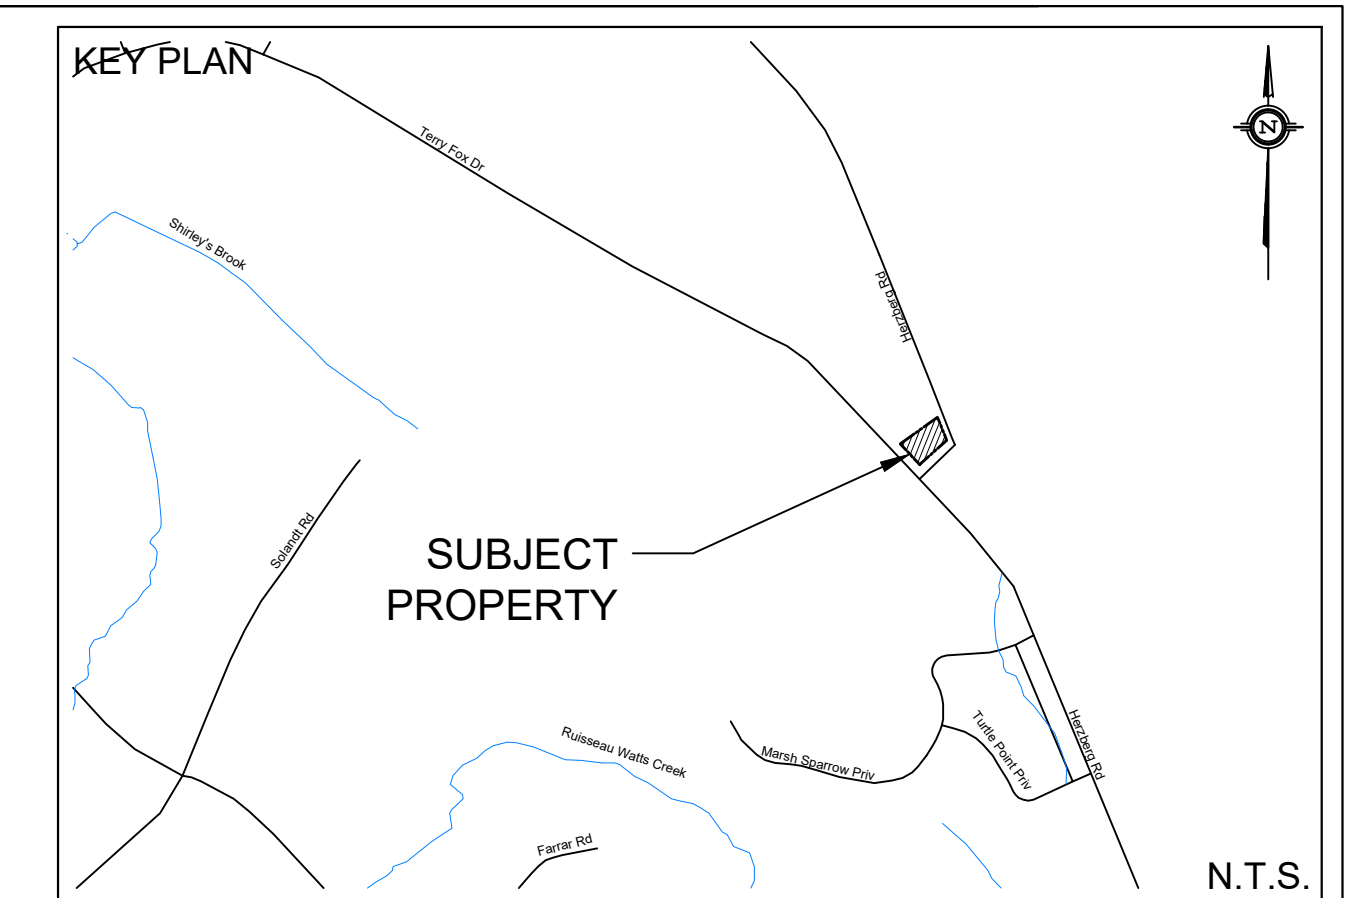 KEY PLAN
N
Terry Fox Dr
Shirley's Brook
Herzberg Rd
Solandt Rd
SUBJECT
PROPERTY
Ruisseau Watts Creek
Marsh Sparrow Priv
Turtle Point Priv
Herzberg Rd
Farrar Rd
N.T.S.